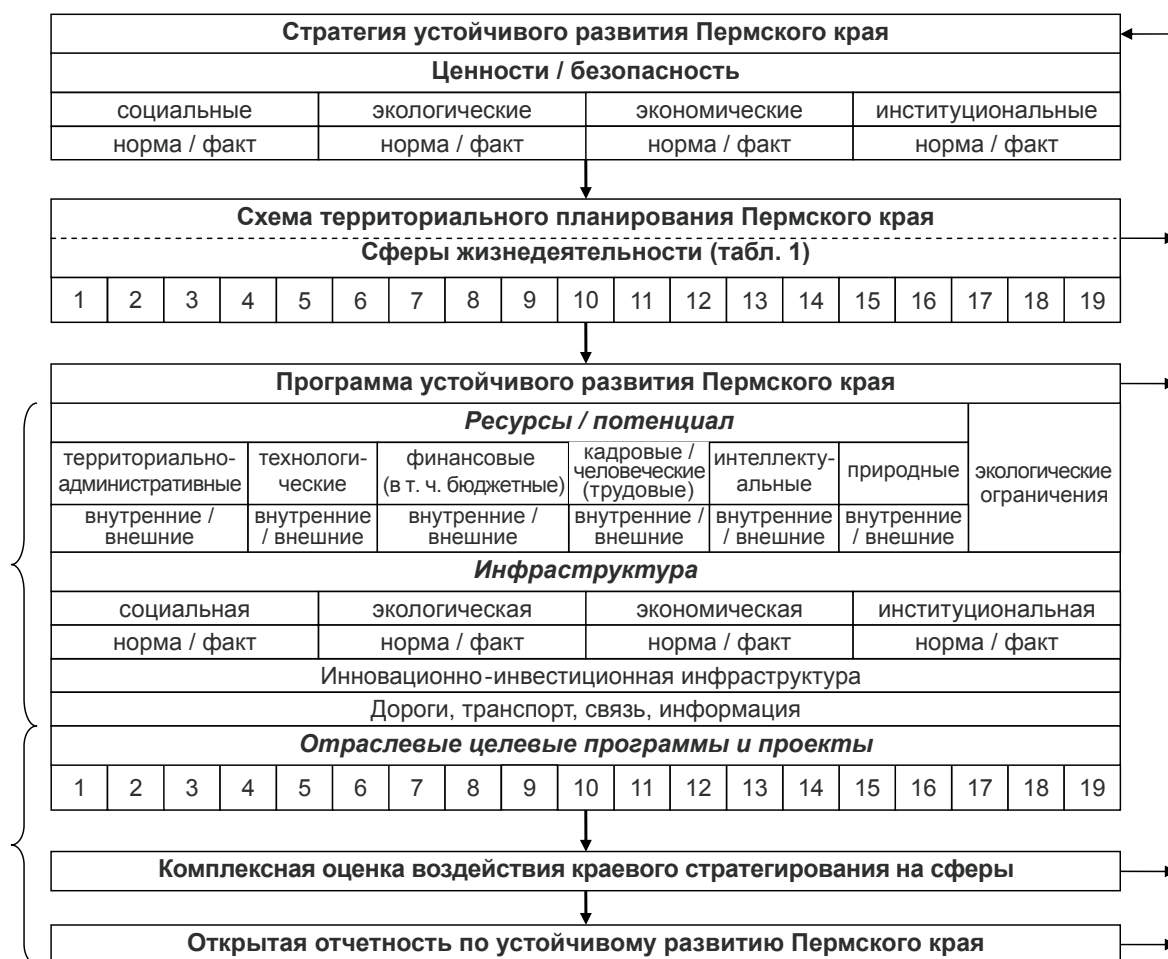 Стратегия устойчивого развития Пермского края
Ценности / безопасность
социальные экологические экономические институциональные
норма / факт норма / факт норма / факт норма / факт
Схема территориального планирования Пермского края
Сферы жизнедеятельности (табл. 1)
1 2 3 4 5 6 7 8 9 10 11 12 13 14 15 16 17 18 19
Программа устойчивого развития Пермского края
Ресурсы / потенциал
территориально-
административные
технологи-
ческие
финансовые
(в т. ч. бюджетные)
кадровые /
человеческие
(трудовые)
интеллекту-
альные
природные
экологические
ограничения
внутренние /
внешние
внутренние
/ внешние
внутренние /
внешние
внутренние /
внешние
внутренние
/ внешние
внутренние
/ внешние
Инфраструктура
социальная экологическая экономическая институциональная
норма / факт норма / факт норма / факт норма / факт
Инновационно-инвестиционная инфраструктура
Дороги, транспорт, связь, информация
Отраслевые целевые программы и проекты
1 2 3 4 5 6 7 8 9 10 11 12 13 14 15 16 17 18 19
Комплексная оценка воздействия краевого стратегирования на сферы
Открытая отчетность по устойчивому развитию Пермского края